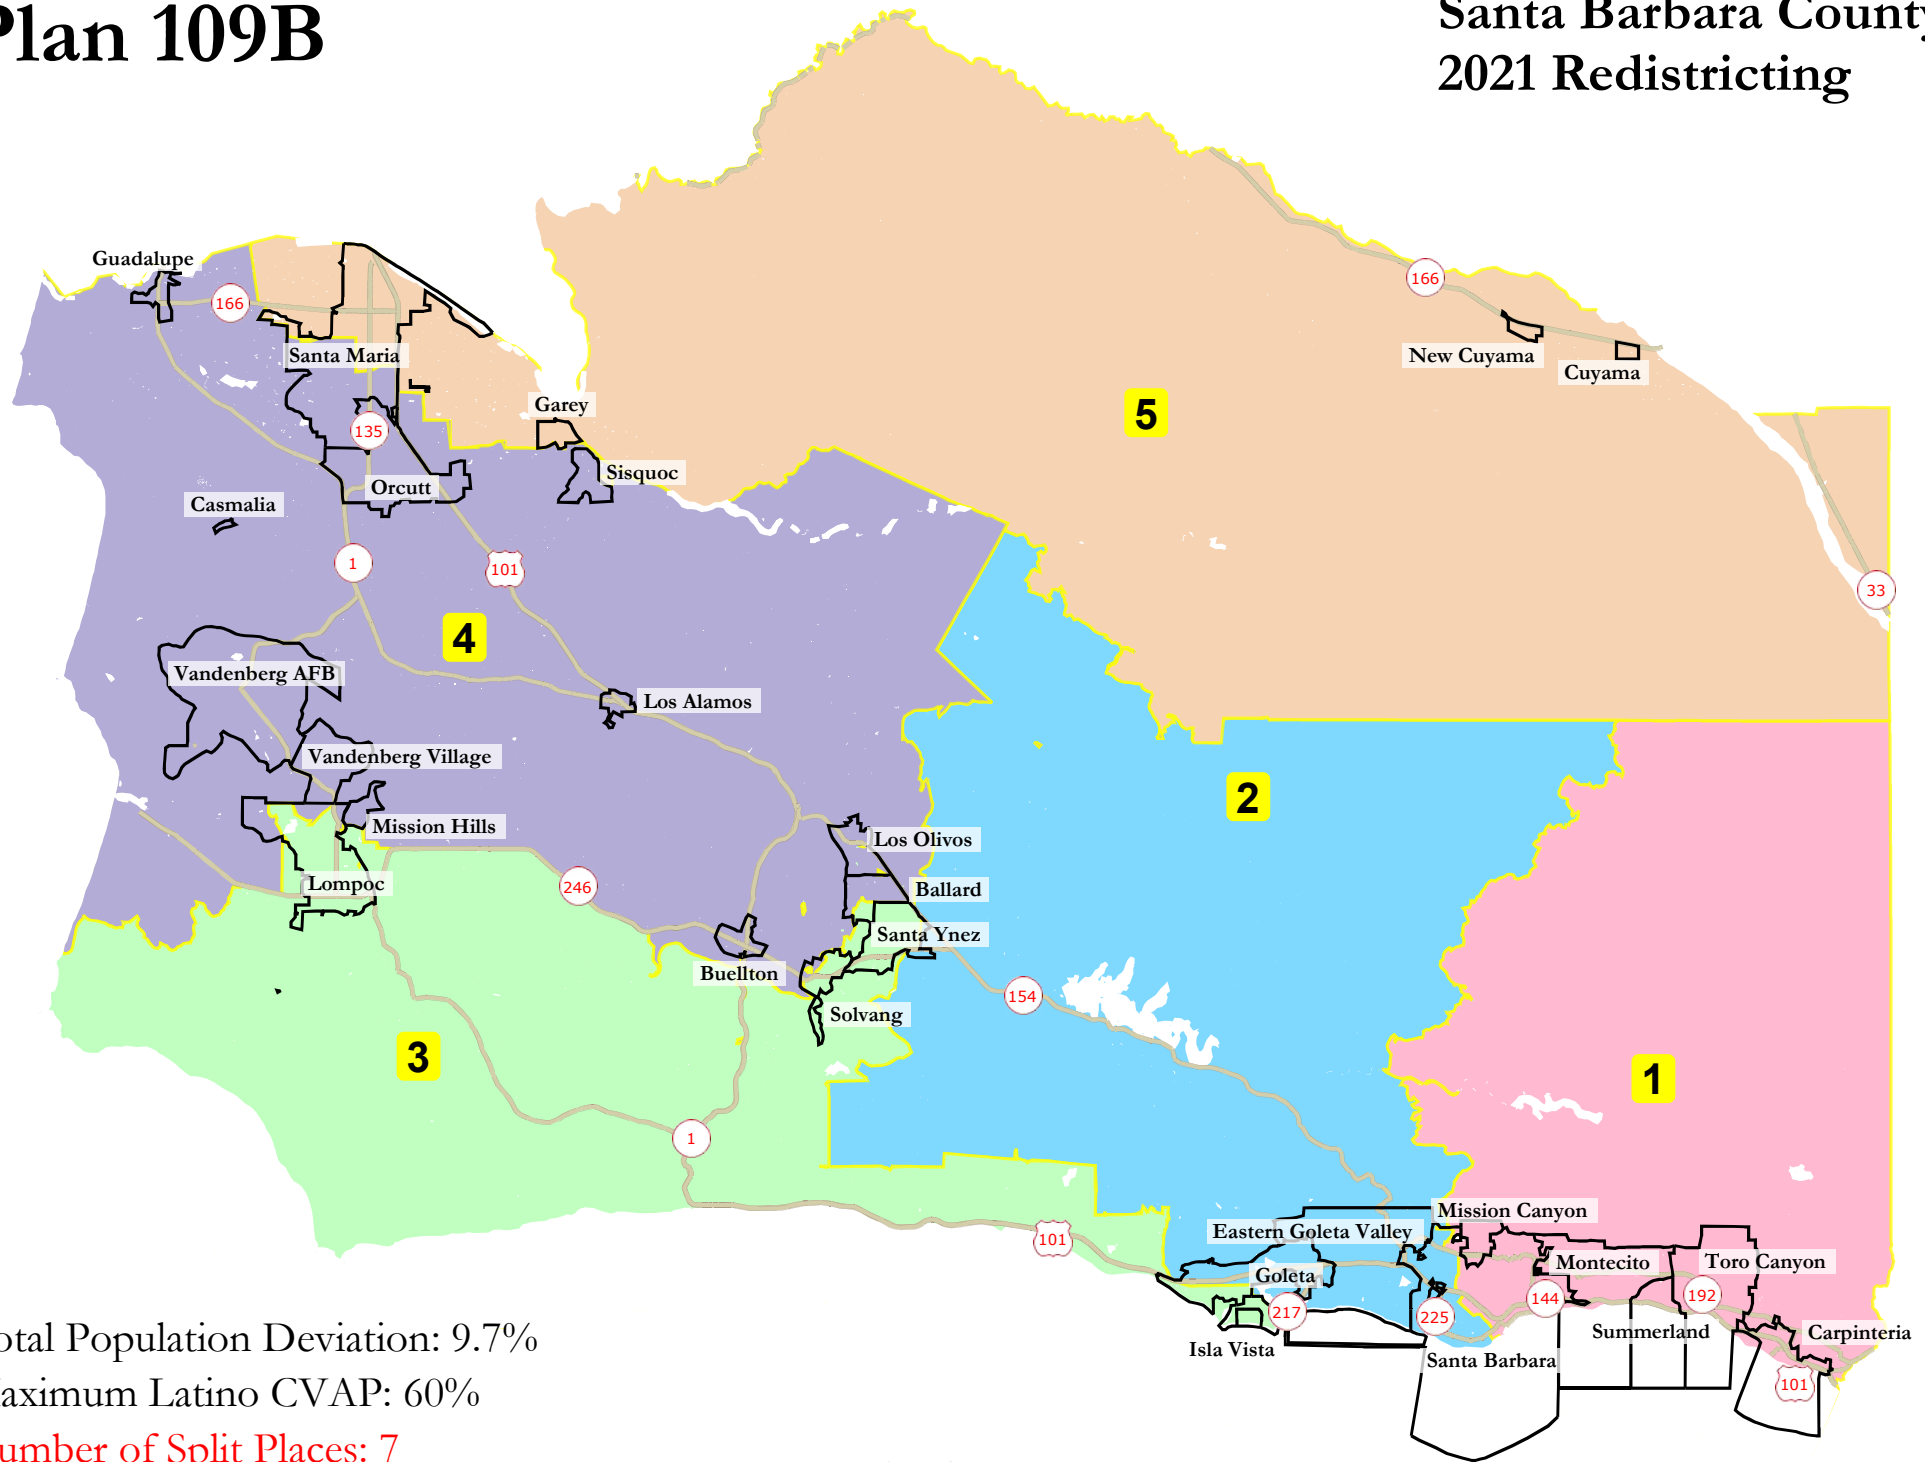 Plan 109B
Santa Barbara County
2021 Redistricting
Guadalupe
166
166
Santa Maria
New Cuyama
Cuyama
5
Garey
135
Sisquoc
Orcutt
Casmalia
1
101
33
4
Vandenberg AFB
Los Alamos
Vandenberg Village
2
Mission Hills
Los Olivos
Lompoc
246
Ballard
Santa Ynez
Buellton
154
Solvang
3
1
1
Mission Canyon
Eastern Goleta Valley
101
Montecito
Toro Canyon
Goleta
217
225
144
192
Summerland
Carpinteria
Isla Vista
Santa Barbara
101
otal Population Deviation: 9.7%
aximum Latino CVAP: 60%
umber of Split Places: 7